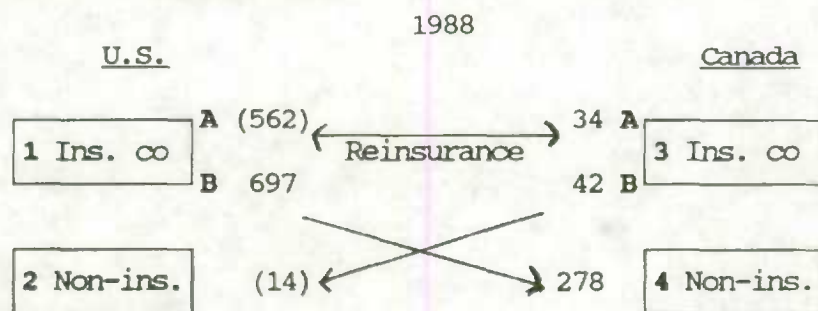 1988
U.S. Canada
A (562) 34 A
1 Ins. co Reinsurance 3 Ins. co
B 697 42 B
2 Non-ins. (14) 278 4 Non-ins.